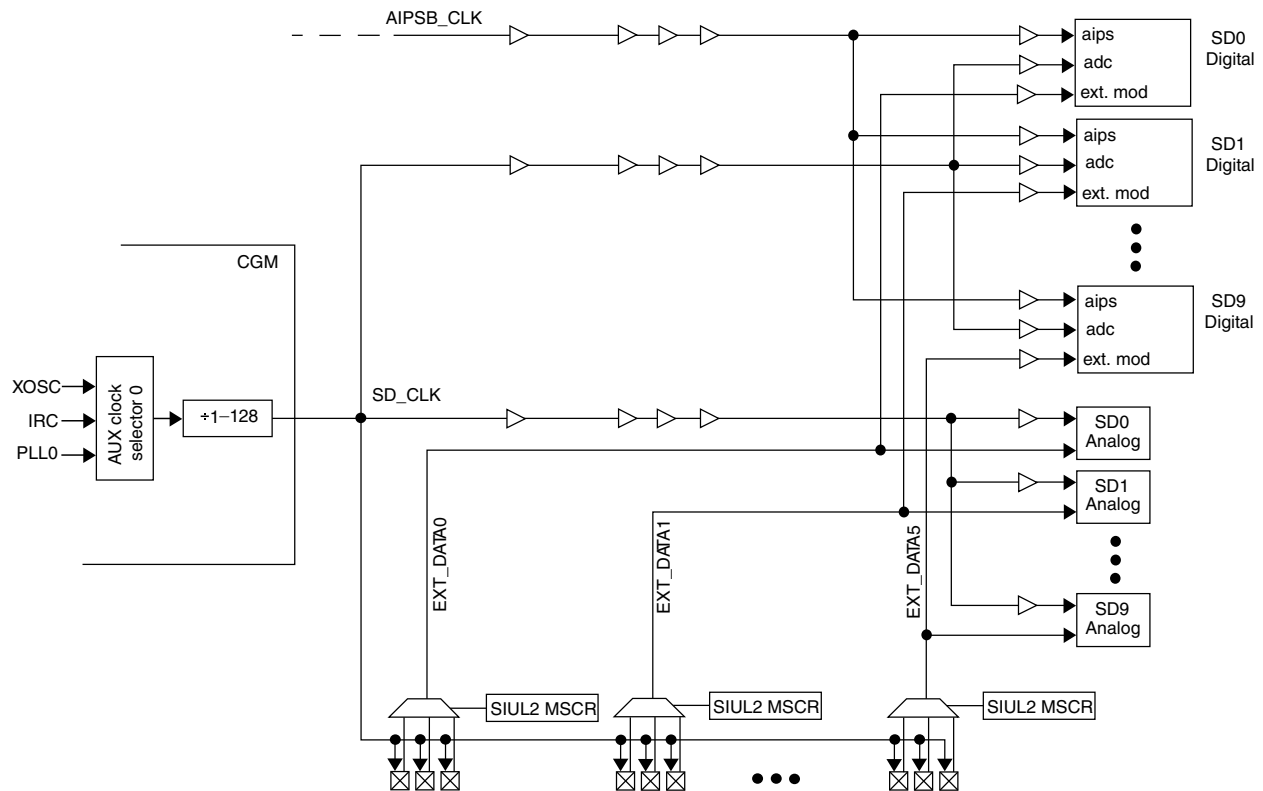 AIPSB_CLK
aips
adc
ext. mod
SD0
Digital
aips
adc
ext. mod
SD1
Digital
CGM
aips
adc
ext. mod
SD9
Digital
XOSC
IRC
PLL0
AUX clock
selector 0
÷1–128
SD_CLK
SD0
Analog
SD1
Analog
SD9
Analog
EXT_DATA0
EXT_DATA1
EXT_DATA5
SIUL2 MSCR
SIUL2 MSCR
SIUL2 MSCR